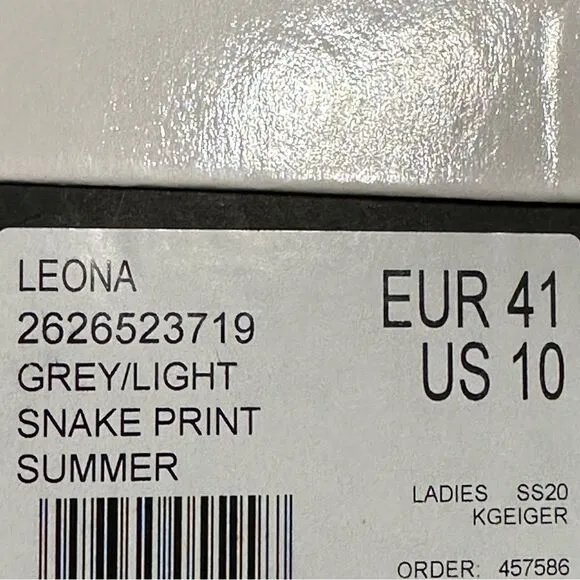 LEONA
2626523719
GREY/LIGHT
SNAKE PRINT
SUMMER
EUR 41
US 10
LADIES SS20
KGEIGER
ORDER: 457586